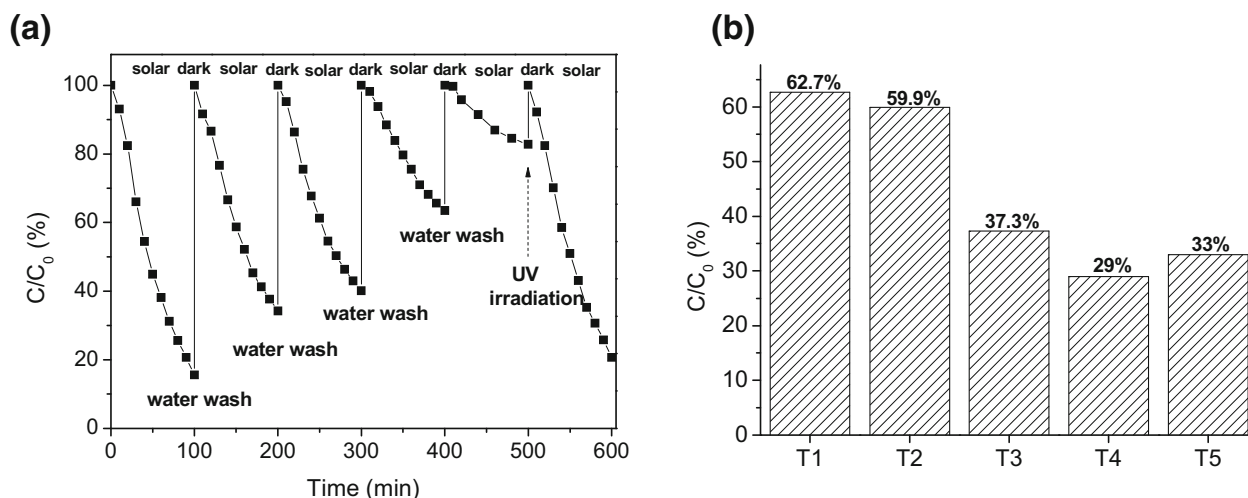 (a)
solar dark solar dark solar dark solar dark solar dark solar
100
80
60
40
20
0
C/C0 (%)
water wash
water wash
water wash
water wash
UV
irradiation
0 100 200 300 400 500 600
Time (min)
(b)
62.7%
59.9%
37.3%
29%
33%
60
50
40
30
20
10
0
C/C0 (%)
T1 T2 T3 T4 T5